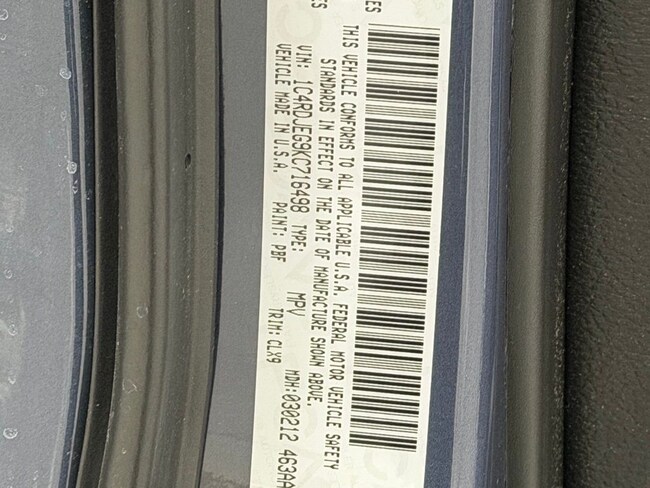 ES
THIS VEHICLE CONFORMS TO ALL APPLICABLE U.S.A. FEDERAL MOTOR VEHICLE SAFETY
STANDARDS IN EFFECT ON THE DATE OF MANUFACTURE SHOWN ABOVE.
VIN: 1C4RDJEG9KC716498 TYPE: MPV MDH:030212 463AA
VEHICLE MADE IN U.S.A. PAINT: PBF TRIM: CLX9